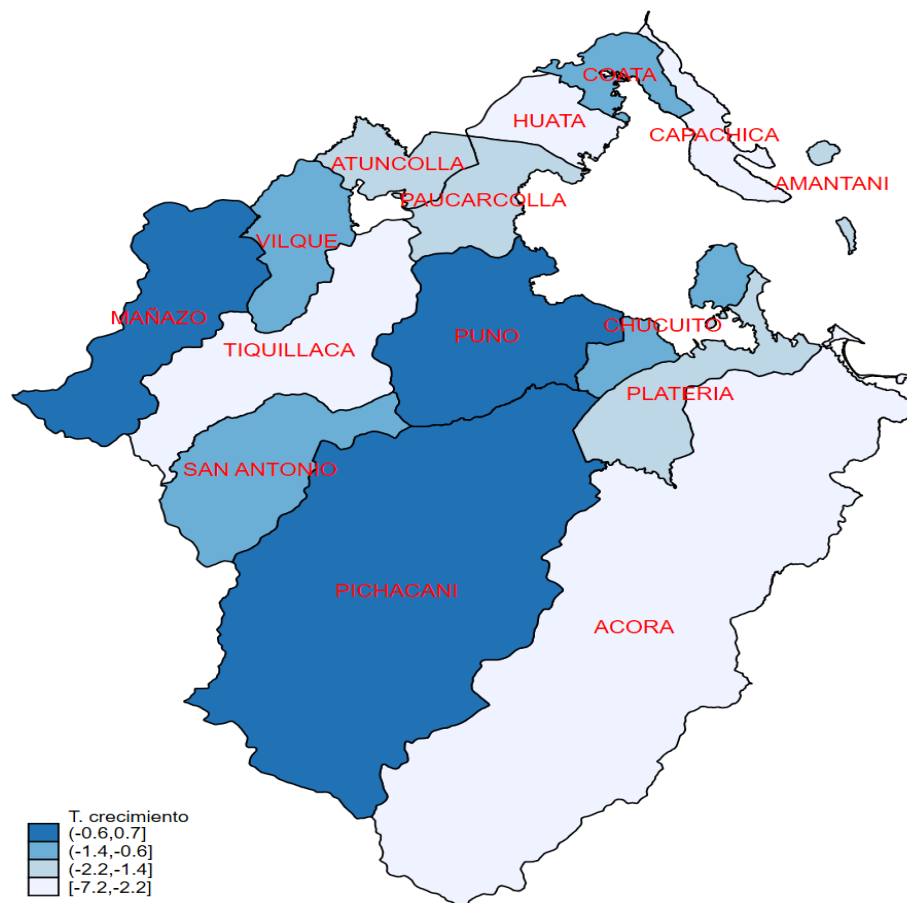 COATA
HUATA
CAPACHICA
ATUNCOLLA
AMANTANI
PAUCARCOLLA
VILQUE
MAÑAZO
CHUCUITO
PUNO
TIQUILLACA
PLATERIA
SAN ANTONIO
PICHACANI
ACORA
T. crecimiento
(-0.6,0.7]
(-1.4,-0.6]
(-2.2,-1.4]
[-7.2,-2.2]